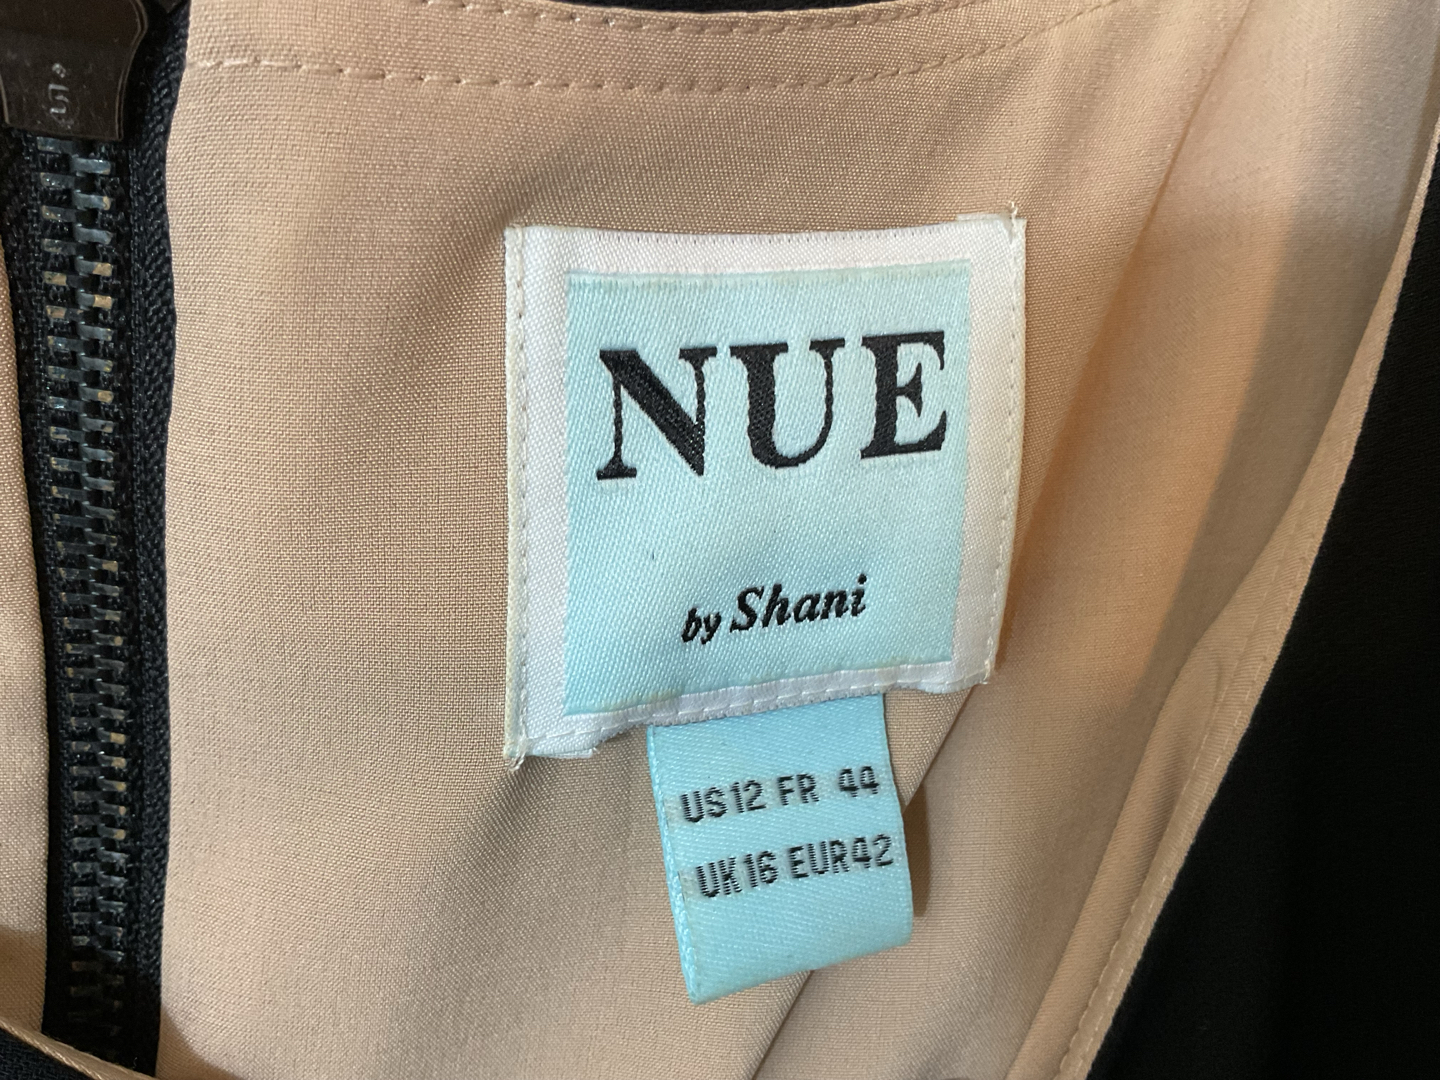 NUE
by Shani
US12 FR 44
UK16 EUR42